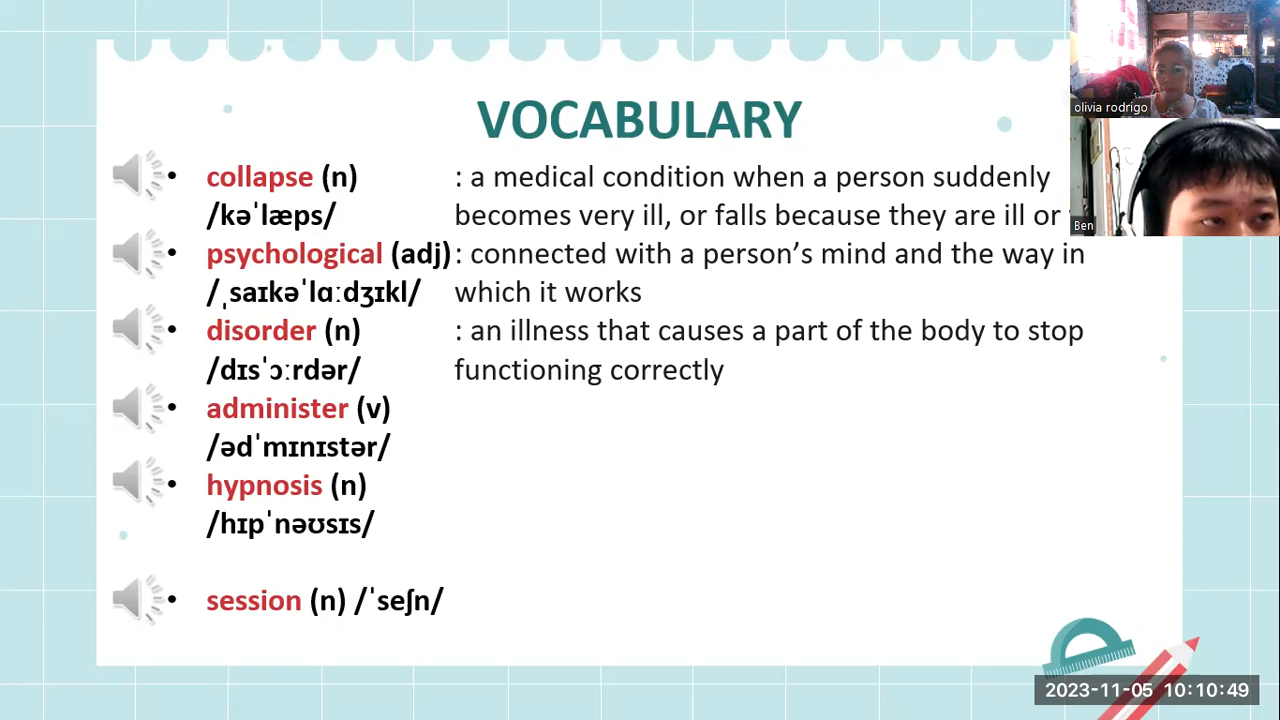 VOCABULARY
collapse (n) : a medical condition when a person suddenly
/kəˈlæps/ becomes very ill, or falls because they are ill or
psychological (adj) : connected with a person’s mind and the way in
/ˌsaɪkəˈlɑːdʒɪkl/ which it works
disorder (n) : an illness that causes a part of the body to stop
/dɪsˈɔːrdər/ functioning correctly
administer (v)
/ədˈmɪnɪstər/
hypnosis (n)
/hɪpˈnəʊsɪs/
session (n) /ˈseʃn/
olivia rodrigo
Ben
2023-11-05 10:10:49